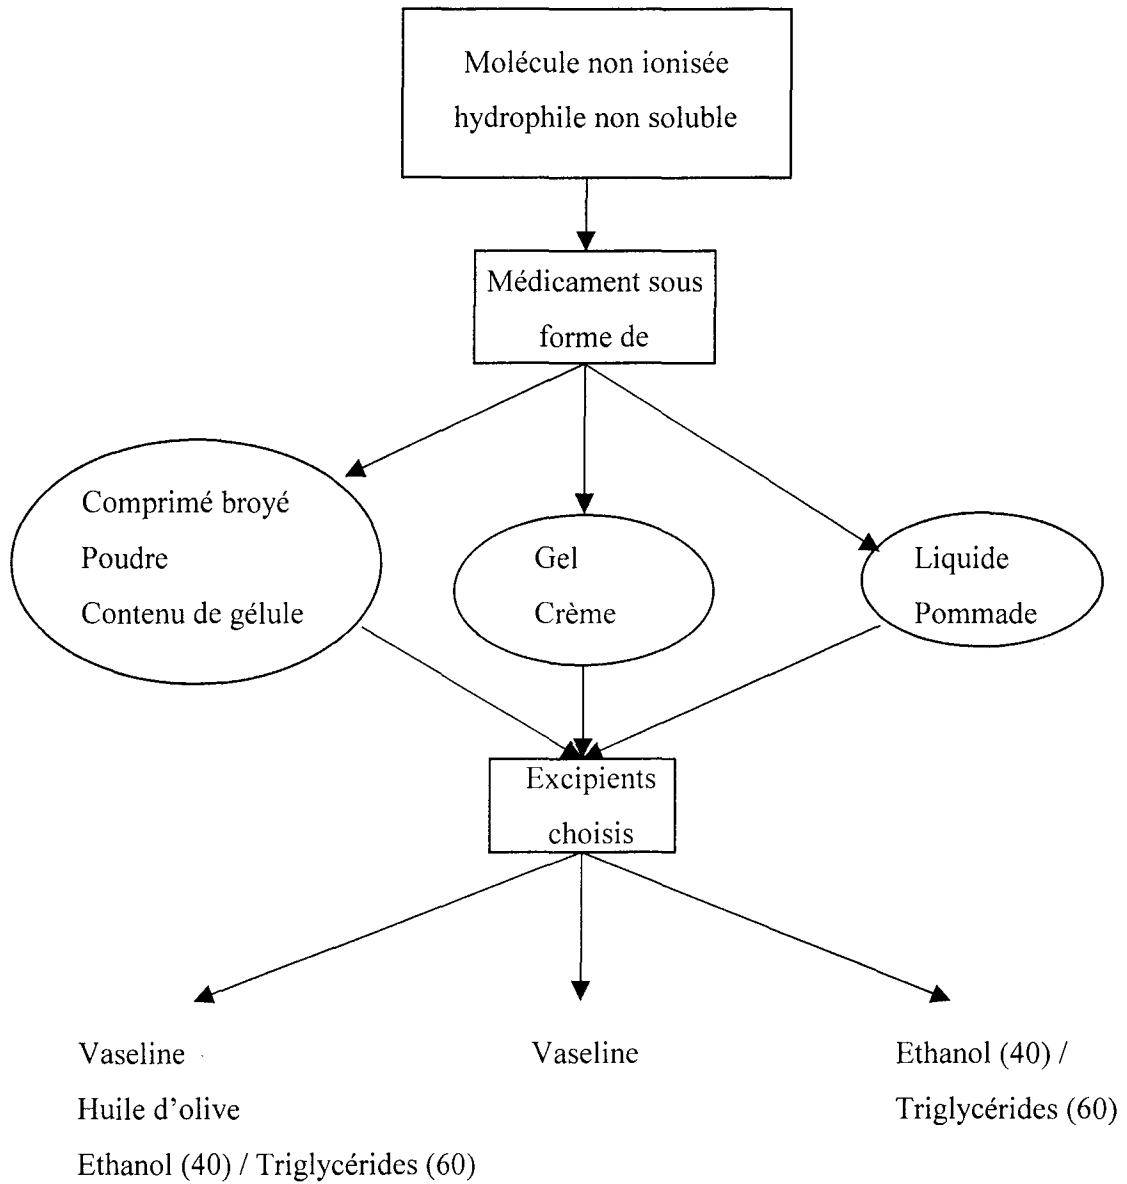 Molécule non ionisée
hydrophile non soluble
Médicament sous
forme de
Comprimé broyé
Poudre
Contenu de gélule
Gel
Crème
Liquide
Pommade
Excipients
choisis
Vaseline
Huile d'olive
Ethanol (40) / Triglycérides (60)
Vaseline
Ethanol (40) /
Triglycérides (60)